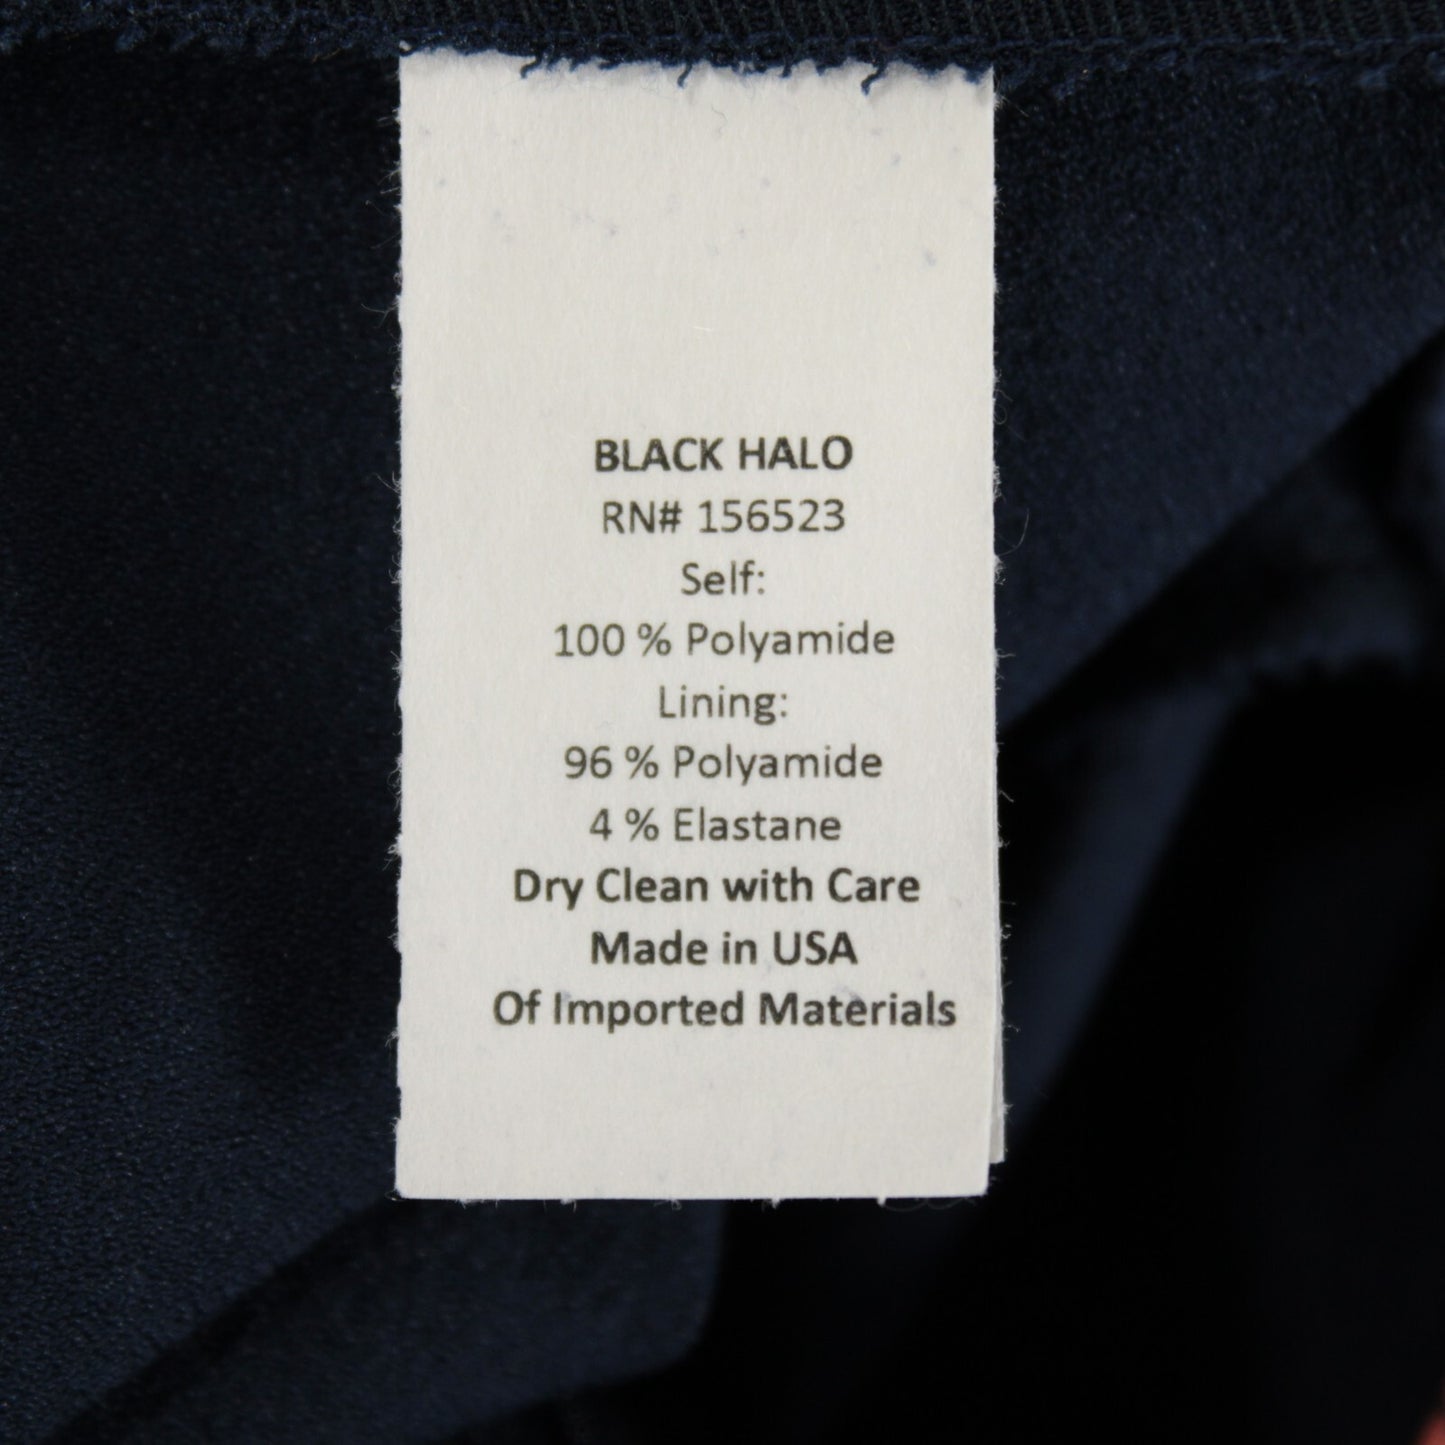 BLACK HALO
RN# 156523
Self:
100 % Polyamide
Lining:
96 % Polyamide
4 % Elastane
Dry Clean with Care
Made in USA
Of Imported Materials